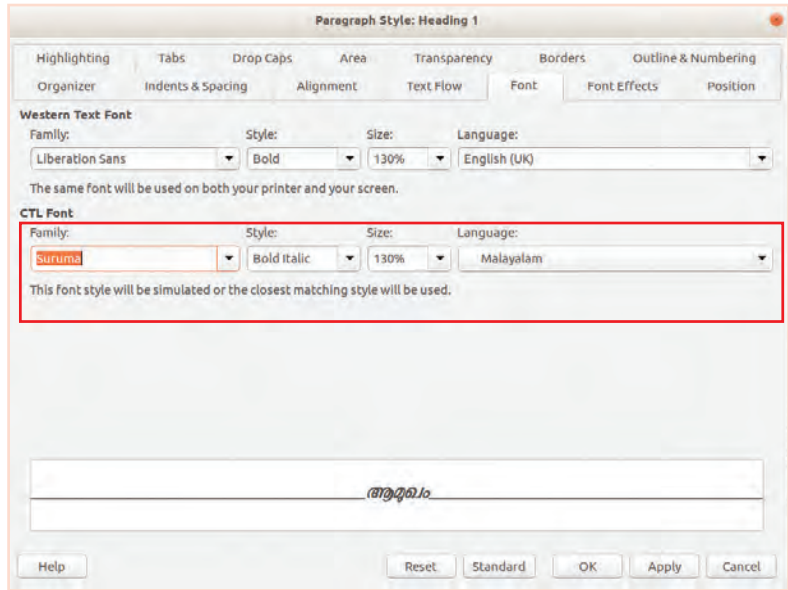 Paragraph Style: Heading 1
Highlighting Tabs Drop Caps Area Transparency Borders Outline & Numbering
Organizer Indents & Spacing Alignment Text Flow Font Font Effects Position
Western Text Font
Family: Style: Size: Language:
Liberation Sans Bold 130% English (UK)
The same font will be used on both your printer and your screen.
CTL Font
Family: Style: Size: Language:
Suruma Bold Italic 130% Malayalam
This font style will be simulated or the closest matching style will be used.
ആമുഖം
Help Reset Standard OK Apply Cancel